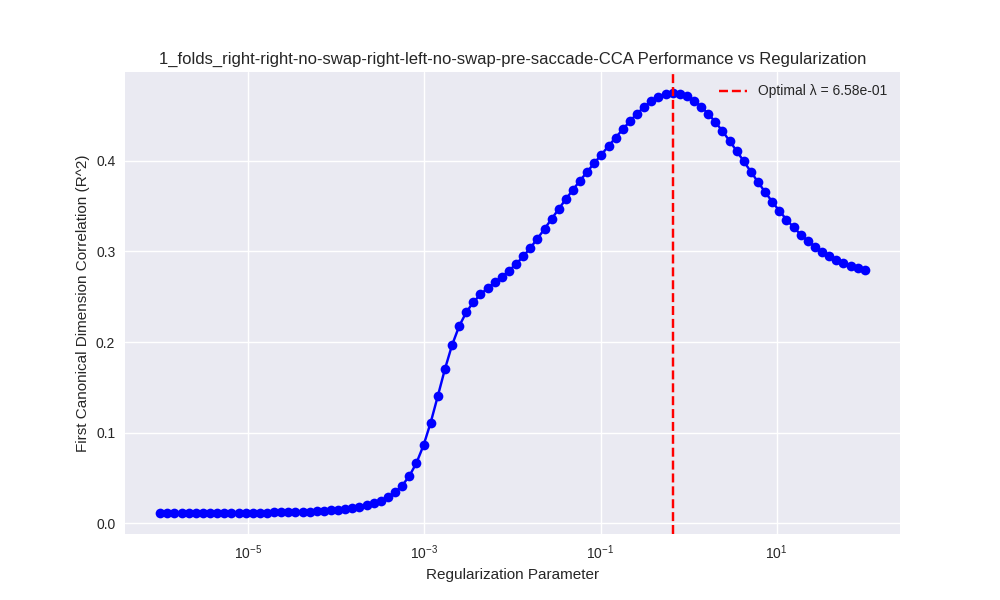 1_folds_right-right-no-swap-right-left-no-swap-pre-saccade-CCA Performance vs Regularization
Optimal λ = 6.58e-01
First Canonical Dimension Correlation (R^2)
0.4
0.3
0.2
0.1
0.0
10⁻⁵
10⁻³
10⁻¹
10¹
Regularization Parameter